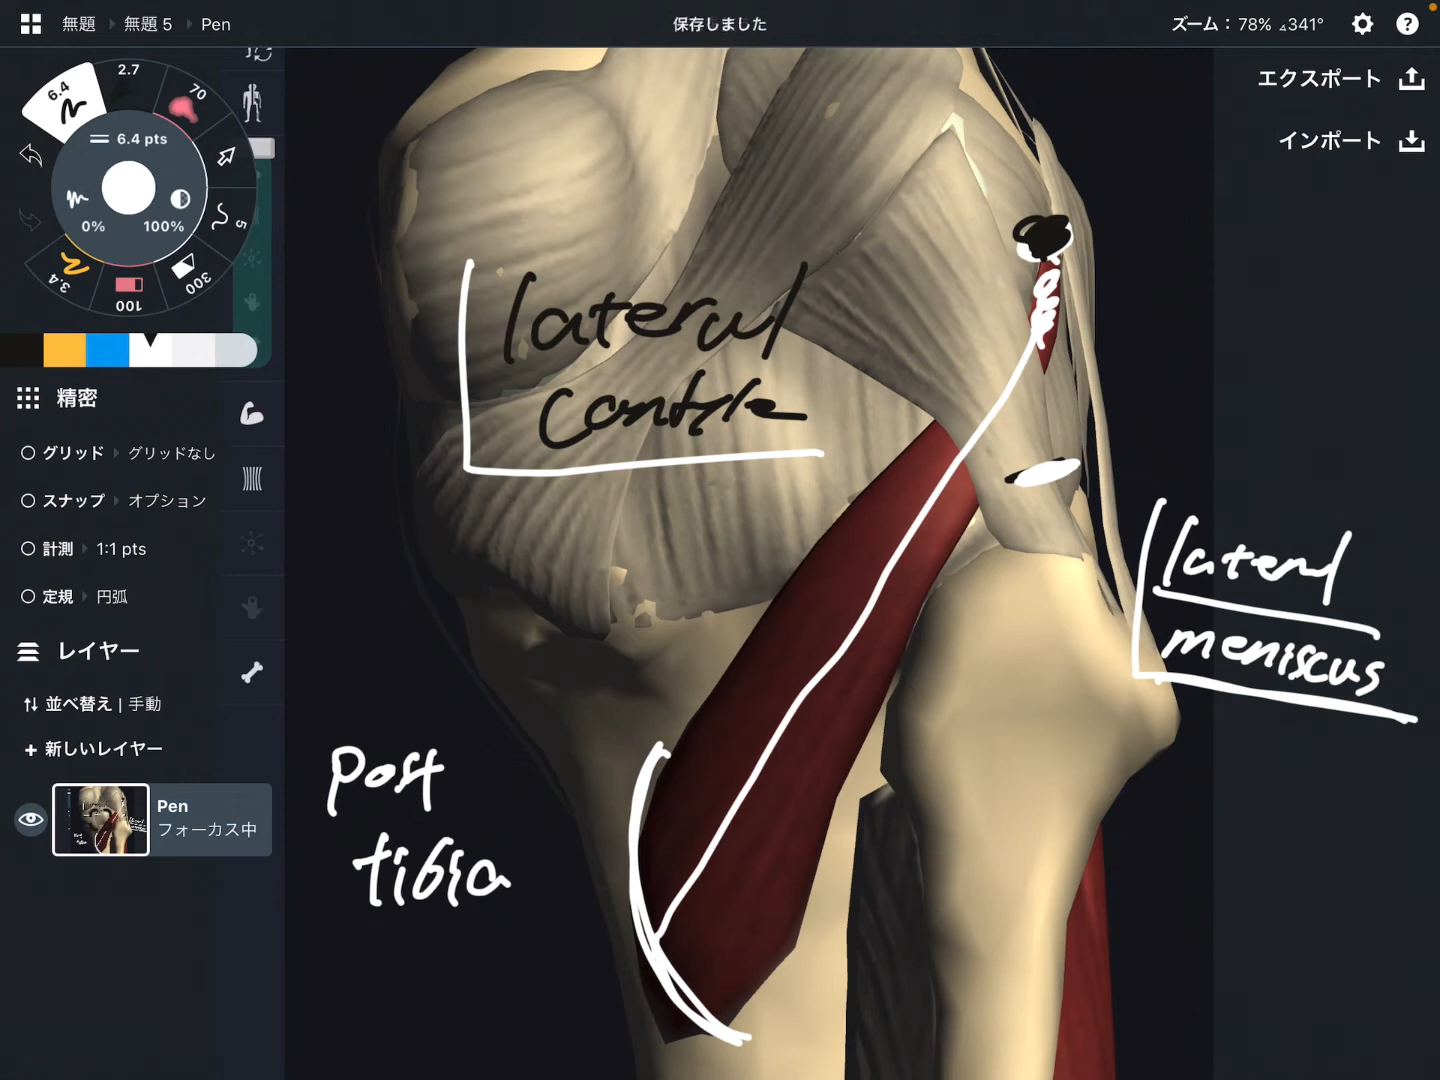 無題 無題 5 Pen
保存しました
ズーム： 78% ⊿341°
エクスポート
インポート
6.4
2.7
70
6.4 pts
0%
100%
5
300
100
3.4
精密
グリッド グリッドなし
スナップ オプション
計測 1:1 pts
定規 円弧
レイヤー
並べ替え | 手動
+ 新しいレイヤー
Pen
フォーカス中
lateral
condyle
lateral
meniscus
post
tibia